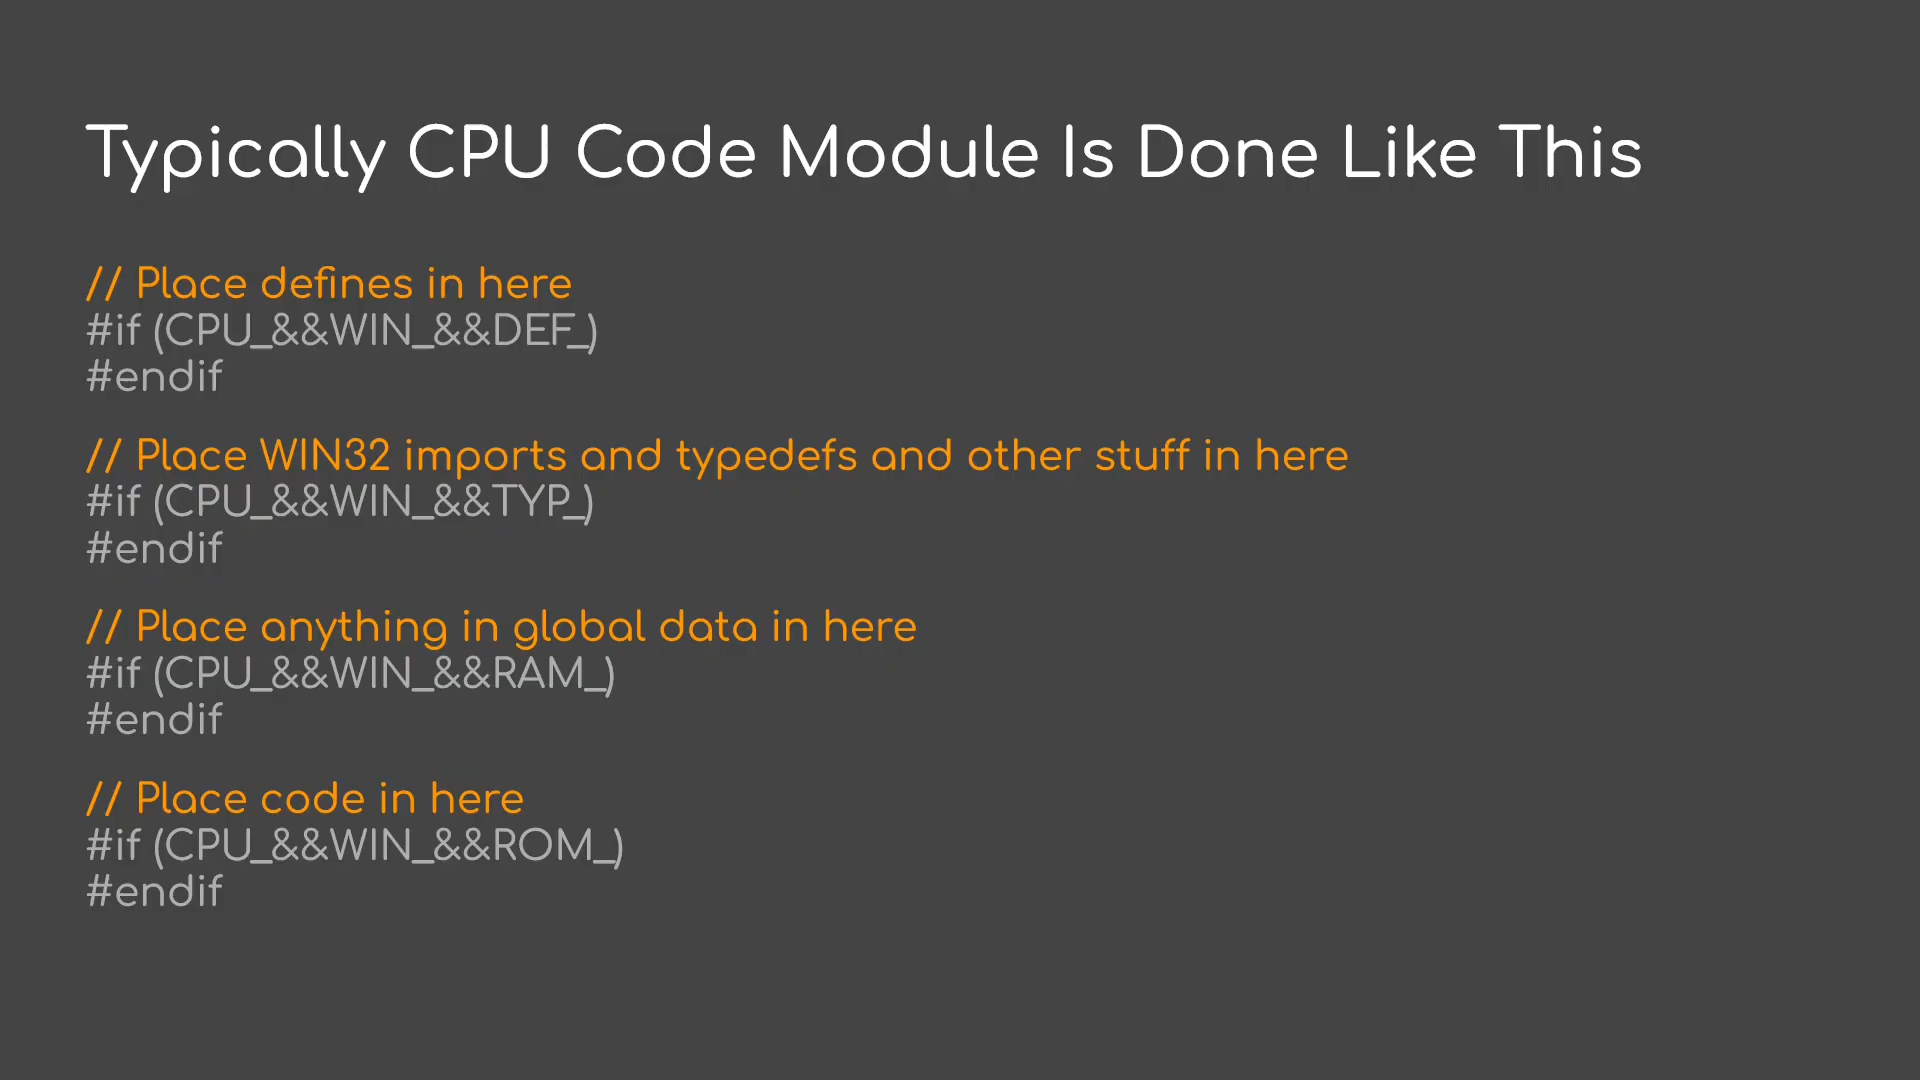 Typically CPU Code Module Is Done Like This
// Place defines in here
#if (CPU_&&WIN_&&DEF_)
#endif
// Place WIN32 imports and typedefs and other stuff in here
#if (CPU_&&WIN_&&TYP_)
#endif
// Place anything in global data in here
#if (CPU_&&WIN_&&RAM_)
#endif
// Place code in here
#if (CPU_&&WIN_&&ROM_)
#endif